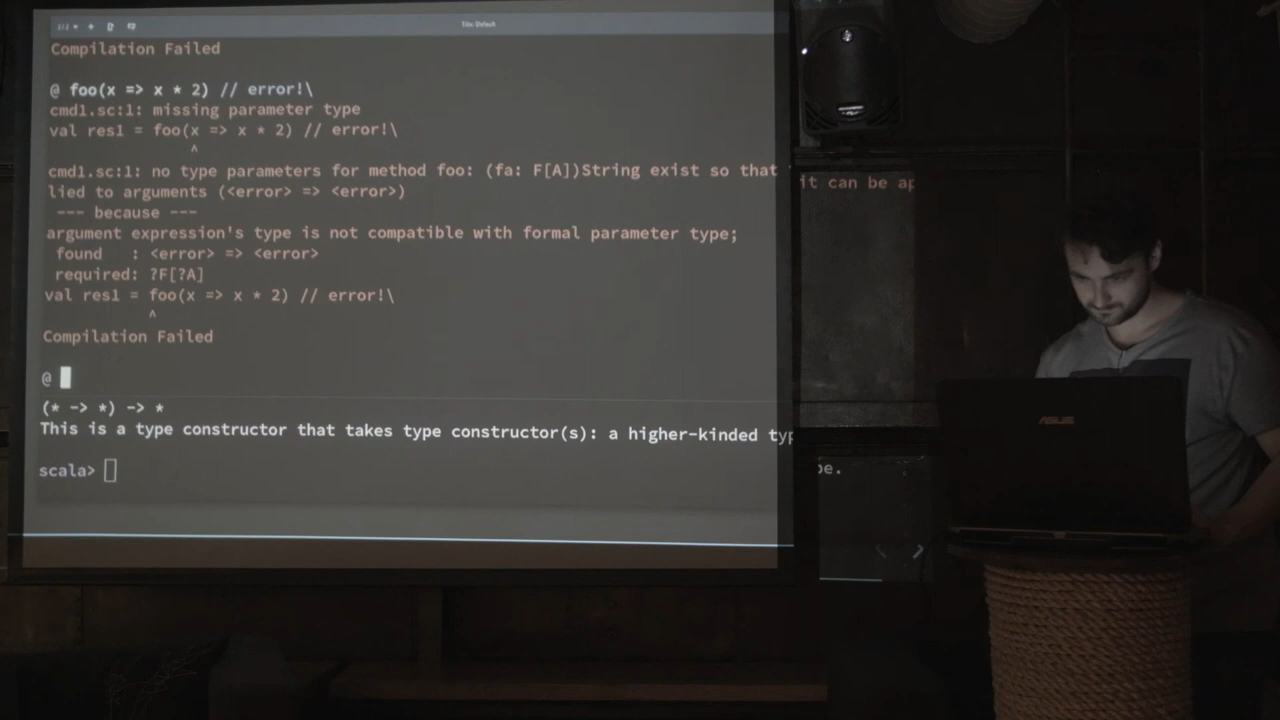 Tilix: Default
Compilation Failed
@ foo(x => x * 2) // error!\
cmd1.sc:1: missing parameter type
val res1 = foo(x => x * 2) // error!\
^
cmd1.sc:1: no type parameters for method foo: (fa: F[A])String exist so that it can be ap
lied to arguments (<error> => <error>)
--- because ---
argument expression's type is not compatible with formal parameter type;
found   : <error> => <error>
required: ?F[?A]
val res1 = foo(x => x * 2) // error!\
^
Compilation Failed
@
(* -> *) -> *
This is a type constructor that takes type constructor(s): a higher-kinded type.
scala>
ASUS